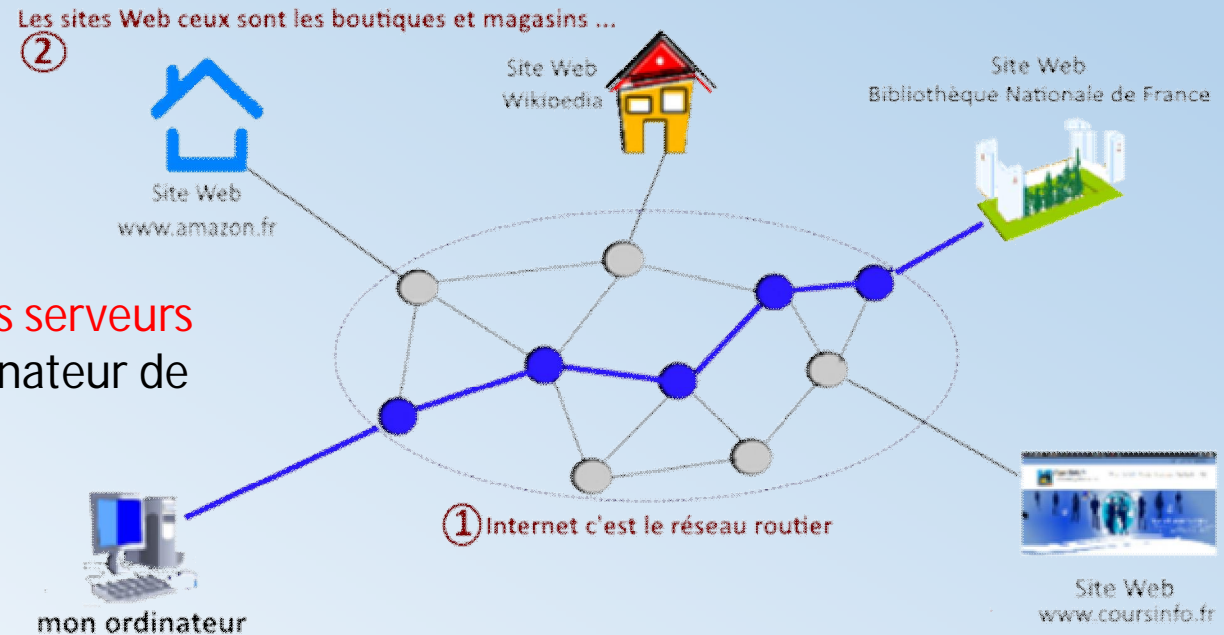 Les sites Web ceux sont les boutiques et magasins ...
②
Site Web
Wikipedia
Site Web
Bibliothèque Nationale de France
Site Web
www.amazon.fr
s serveurs
nateur de
① Internet c'est le réseau routier
mon ordinateur
Site Web
www.coursinfo.fr